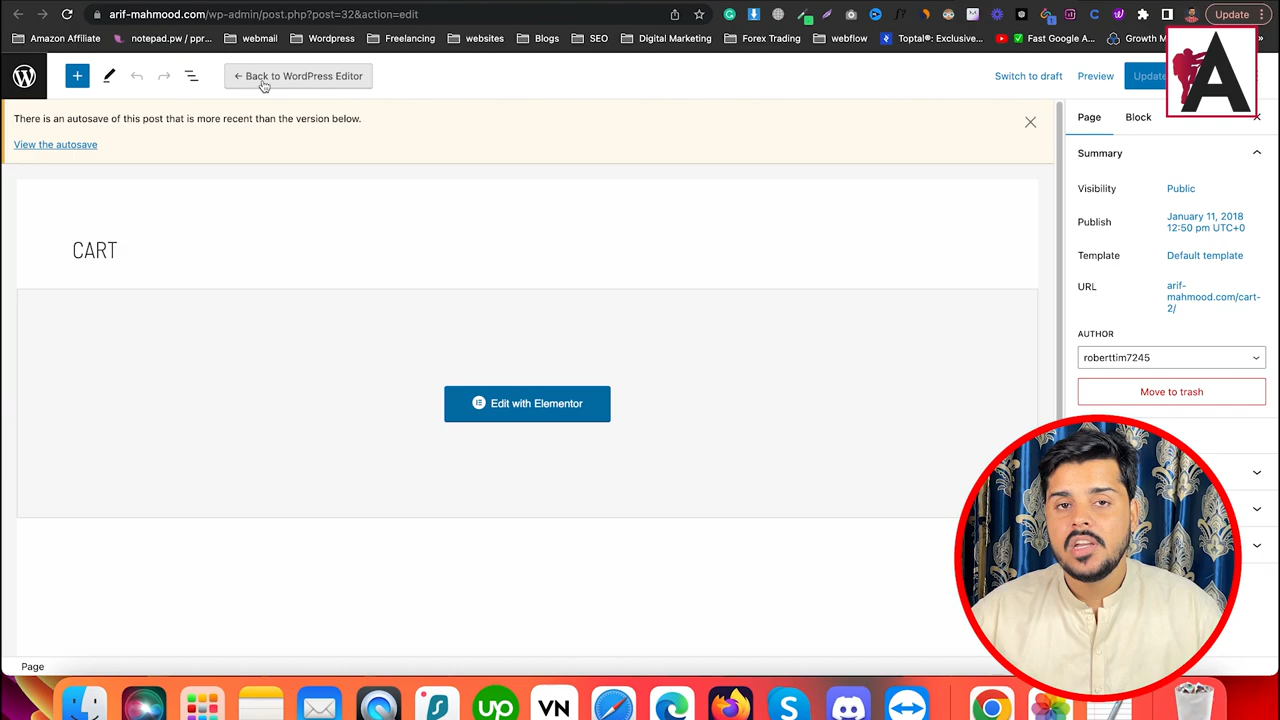 arif-mahmood.com/wp-admin/post.php?post=32&action=edit
Update
Amazon Affiliate
notepad.pw / ppr...
webmail
Wordpress
Freelancing
websites
Blogs
SEO
Digital Marketing
Forex Trading
webflow
Toptal®: Exclusive...
Fast Google A...
Growth M
← Back to WordPress Editor
Switch to draft
Preview
Update
A
There is an autosave of this post that is more recent than the version below.
View the autosave
Page
Block
Summary
Visibility
Public
Publish
January 11, 2018
12:50 pm UTC+0
Template
Default template
URL
arif-
mahmood.com/cart-
2/
AUTHOR
roberttim7245
Move to trash
CART
Edit with Elementor
Page
up
VN